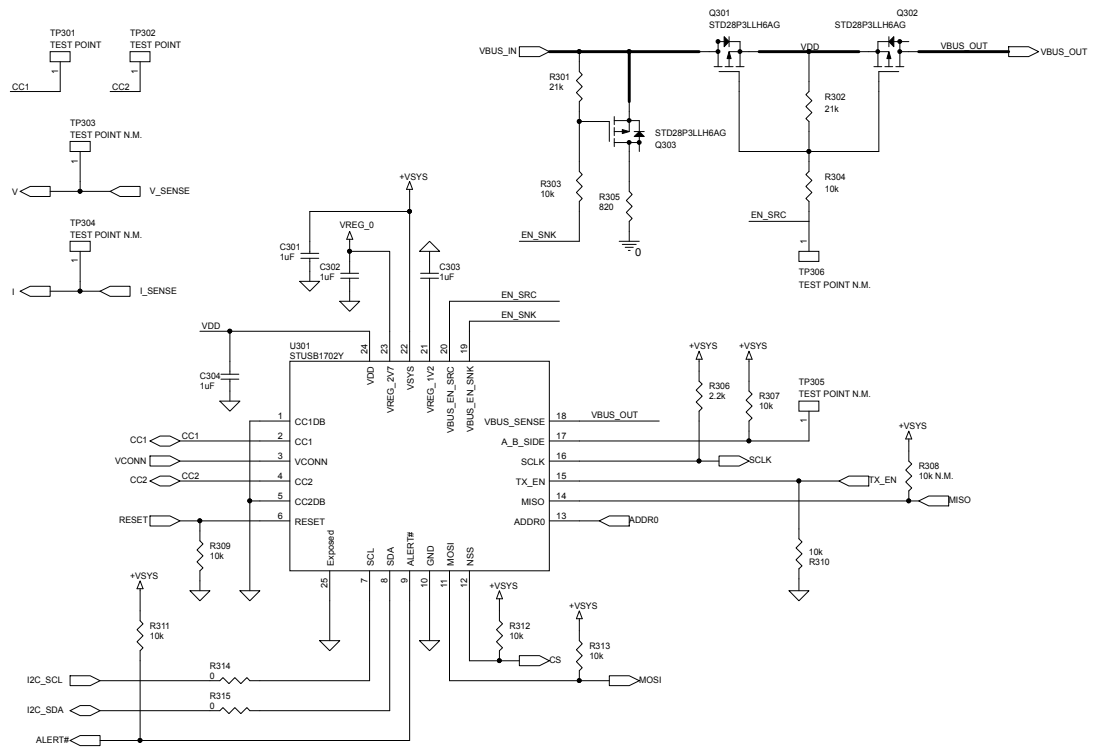 Q301
STD28P3LLH6AG
Q302
STD28P3LLH6AG
TP301
TEST POINT
1
CC1
TP302
TEST POINT
1
CC2
VBUS_IN
VDD
VBUS_OUT
VBUS_OUT
R301
21k
R302
21k
TP303
TEST POINT N.M.
1
V
V_SENSE
STD28P3LLH6AG
Q303
R303
10k
R305
820
R304
10k
EN_SRC
EN_SNK
0
1
TP306
TEST POINT N.M.
TP304
TEST POINT N.M.
1
I
I_SENSE
+VSYS
VREG_0
C301
1uF
C302
1uF
C303
1uF
EN_SRC
EN_SNK
VDD
C304
1uF
U301
STUSB1702Y
24
23
22
21
20
19
VDD
VREG_2V7
VSYS
VREG_1V2
VBUS_EN_SRC
VBUS_EN_SNK
+VSYS
+VSYS
R306
2.2k
R307
10k
TP305
TEST POINT N.M.
1
1
CC1DB
VBUS_SENSE
18
VBUS_OUT
CC1
CC1
2
CC1
A_B_SIDE
17
VCONN
3
VCONN
SCLK
16
SCLK
+VSYS
R308
10k N.M.
CC2
CC2
4
CC2
TX_EN
15
TX_EN
5
CC2DB
MISO
14
MISO
RESET
6
RESET
ADDR0
13
ADDR0
R309
10k
Exposed
SCL
SDA
ALERT#
GND
MOSI
NSS
25
7
8
9
10
11
12
10k
R310
+VSYS
R311
10k
+VSYS
R312
10k
CS
+VSYS
R313
10k
MOSI
I2C_SCL
R314
0
I2C_SDA
R315
0
ALERT#